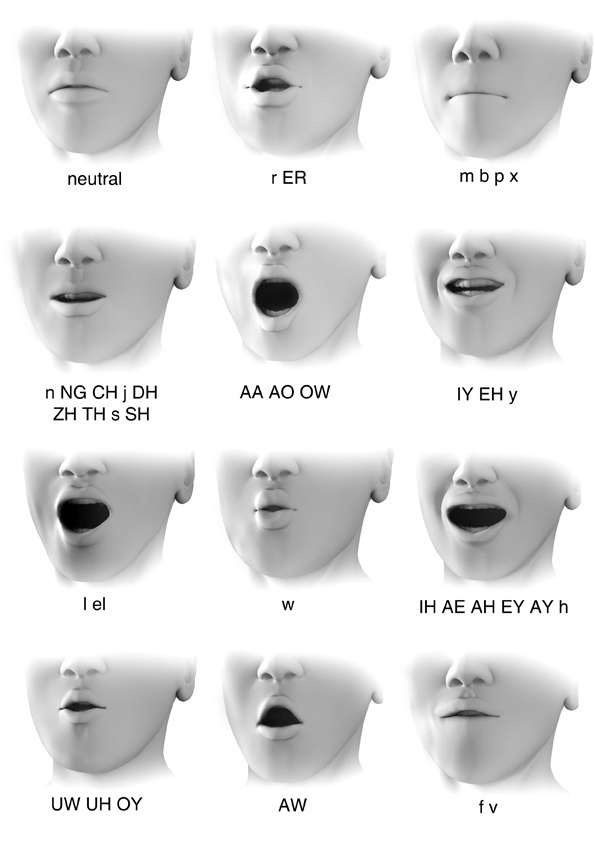 neutral
r ER
m b p x
n NG CH j DH
ZH TH s SH
AA AO OW
IY EH y
l el
w
IH AE AH EY AY h
UW UH OY
AW
f v